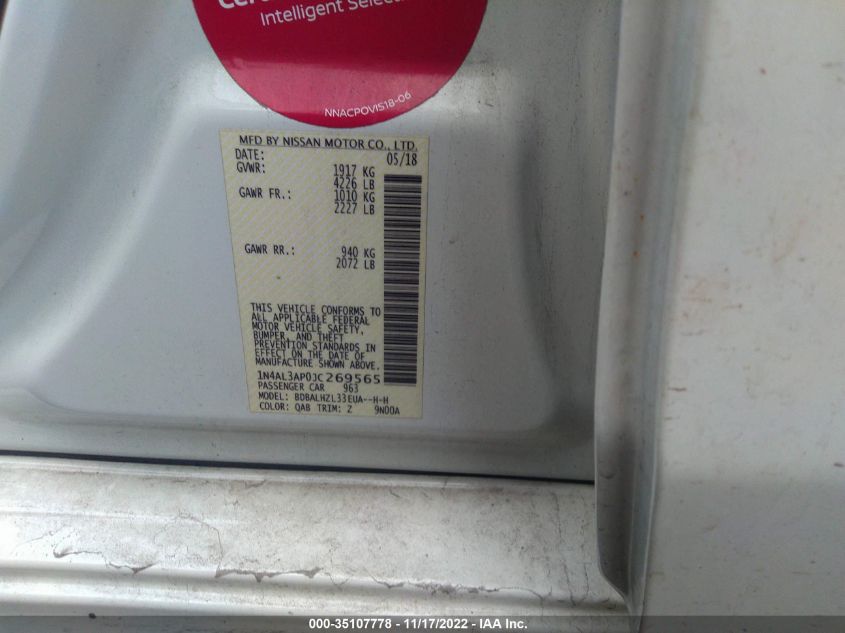 Intelligent
NNACPOVIS18-06
MFD BY NISSAN MOTOR CO., LTD.
DATE: 05/18
GVWR: 1917 KG
4226 LB
GAWR FR.: 1010 KG
2227 LB
GAWR RR.: 940 KG
2072 LB
THIS VEHICLE CONFORMS TO
ALL APPLICABLE FEDERAL
MOTOR VEHICLE SAFETY,
BUMPER, AND THEFT
PREVENTION STANDARDS IN
EFFECT ON THE DATE OF
MANUFACTURE SHOWN ABOVE.
1N4AL3AP0JC269565
PASSENGER CAR 963
MODEL: BDBALHZL33EUA--H-H
COLOR: QAB TRIM: Z 9N00A
000-35107778 - 11/17/2022 - IAA Inc.